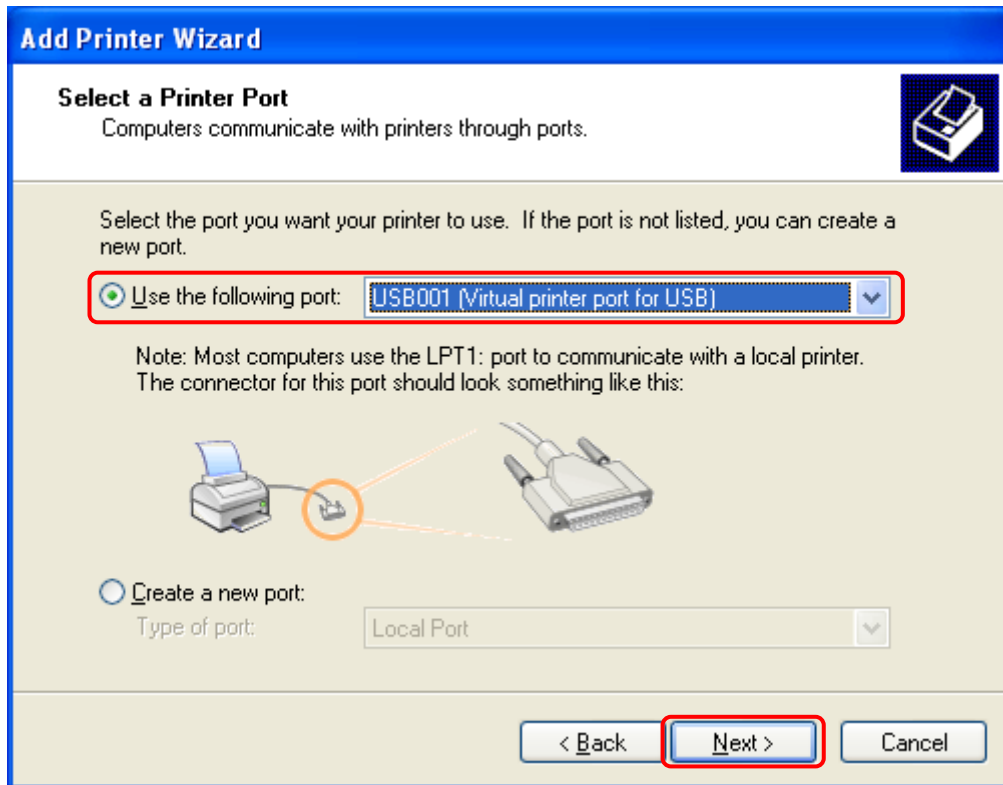 Add Printer Wizard
Select a Printer Port
Computers communicate with printers through ports.
Select the port you want your printer to use.  If the port is not listed, you can create a
new port.
Use the following port: USB001 (Virtual printer port for USB)
Note: Most computers use the LPT1: port to communicate with a local printer.
The connector for this port should look something like this:
Create a new port:
Type of port: Local Port
< Back Next > Cancel